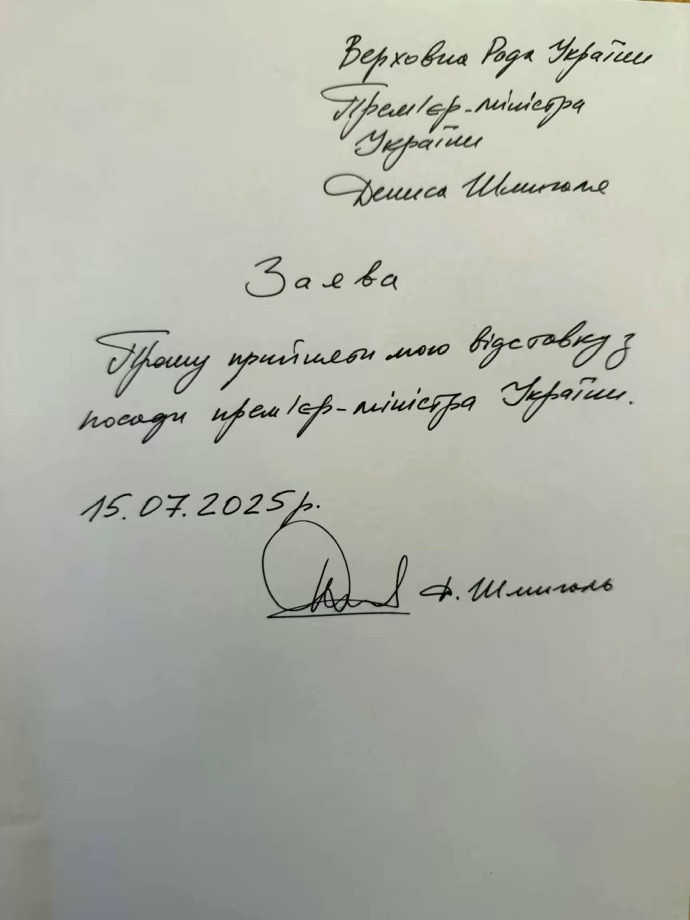 Верховна Рада України
Прем'єр-міністра
України
Дениса Шмигаля
Заява
Прошу прийняти мою відставку з
посади прем'єр-міністра України.
15.07.2025р.
Д. Шмигаль